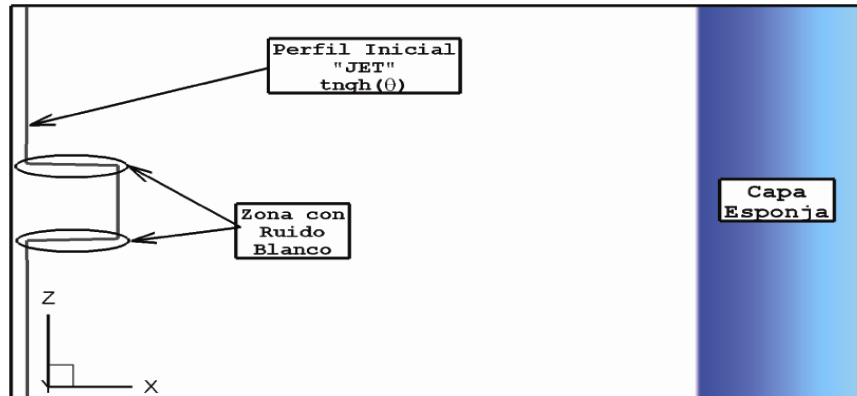 Perfil Inicial
"JET"
tngh(θ)
Zona con
Ruido
Blanco
Capa
Esponja
Z
Y
X